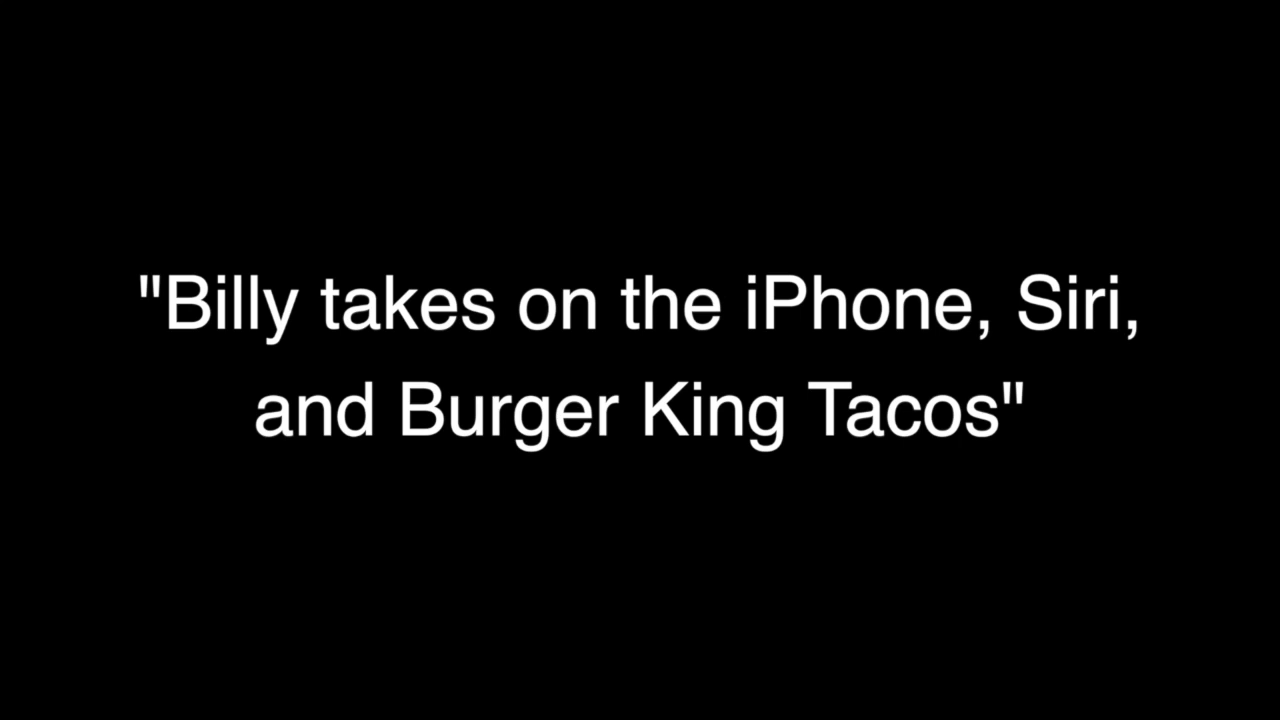 "Billy takes on the iPhone, Siri,
and Burger King Tacos"